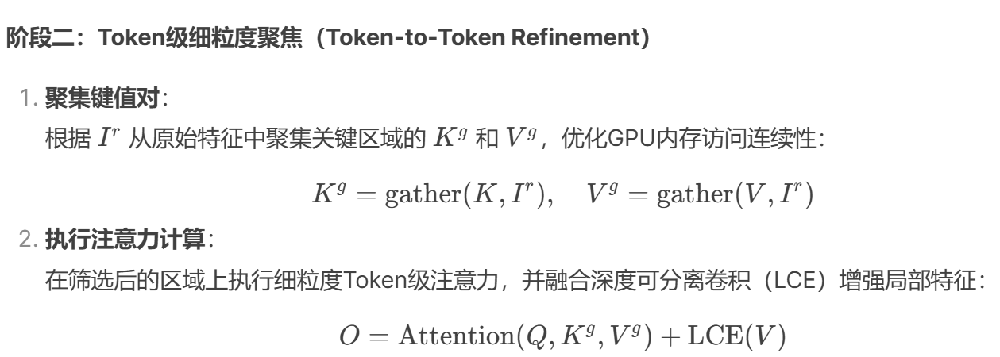 阶段二：Token级细粒度聚焦（Token-to-Token Refinement）
1. 聚集键值对：
根据 I^r 从原始特征中聚集关键区域的 K^g 和 V^g，优化GPU内存访问连续性：
K^g = gather(K, I^r), V^g = gather(V, I^r)
2. 执行注意力计算：
在筛选后的区域上执行细粒度Token级注意力，并融合深度可分离卷积（LCE）增强局部特征：
O = Attention(Q, K^g, V^g) + LCE(V)